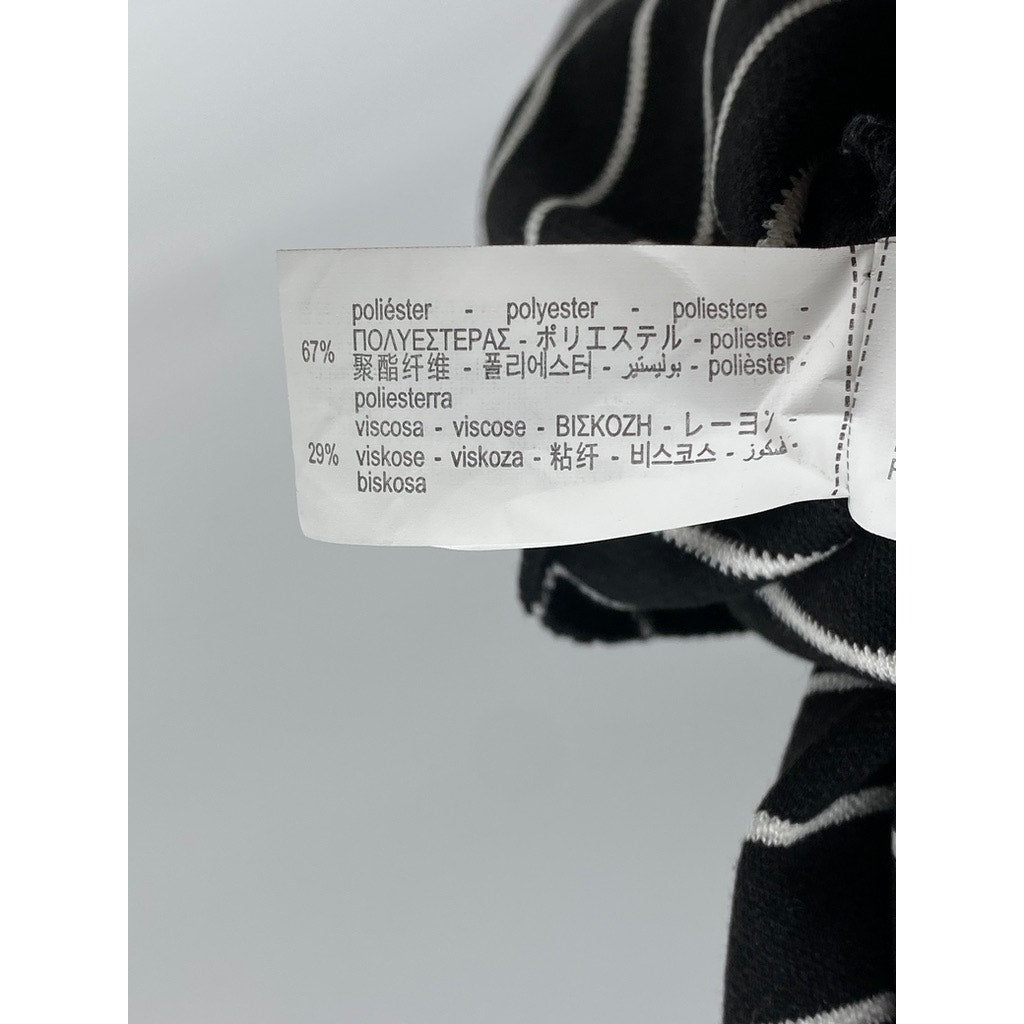 poliéster - polyester - poliestere -
67% ΠΟΛΥΕΣΤΕΡΑΣ - ポリエステル - poliester -
聚酯纤维 - 폴리에스터 - بوليستير - polièster -
poliesterra
viscosa - viscose - ΒΙΣΚΟΖΗ - レーヨン -
29% viskose - viskoza - 粘纤 - 비스코스 - فسكوز -
biskosa